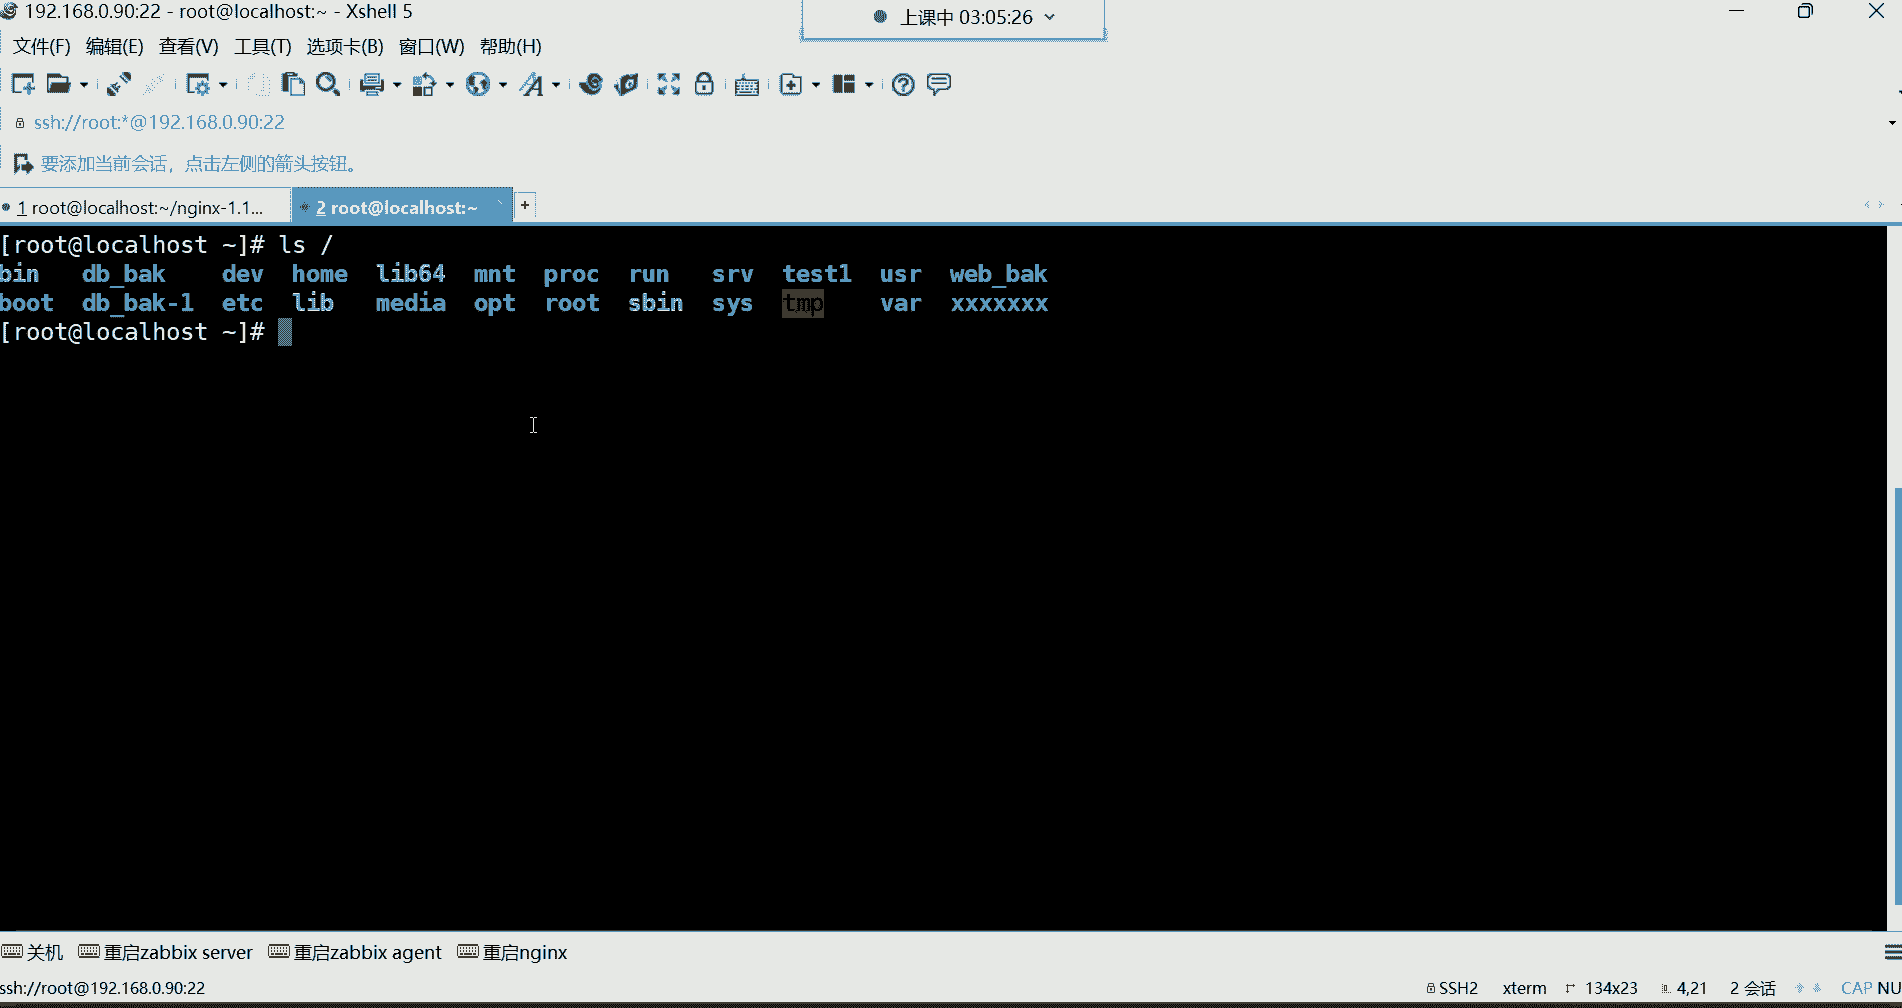 192.168.0.90:22 - root@localhost:~ - Xshell 5
上课中 03:05:26
文件(F) 编辑(E) 查看(V) 工具(T) 选项卡(B) 窗口(W) 帮助(H)
ssh://root:*@192.168.0.90:22
要添加当前会话，点击左侧的箭头按钮。
1 root@localhost:~/nginx-1.1... 2 root@localhost:~ +
[root@localhost ~]# ls /
bin db_bak dev home lib64 mnt proc run srv test1 usr web_bak
boot db_bak-1 etc lib media opt root sbin sys tmp var xxxxxxx
[root@localhost ~]#
关机 重启zabbix server 重启zabbix agent 重启nginx
ssh://root@192.168.0.90:22 SSH2 xterm 134x23 4,21 2 会话 CAP NU